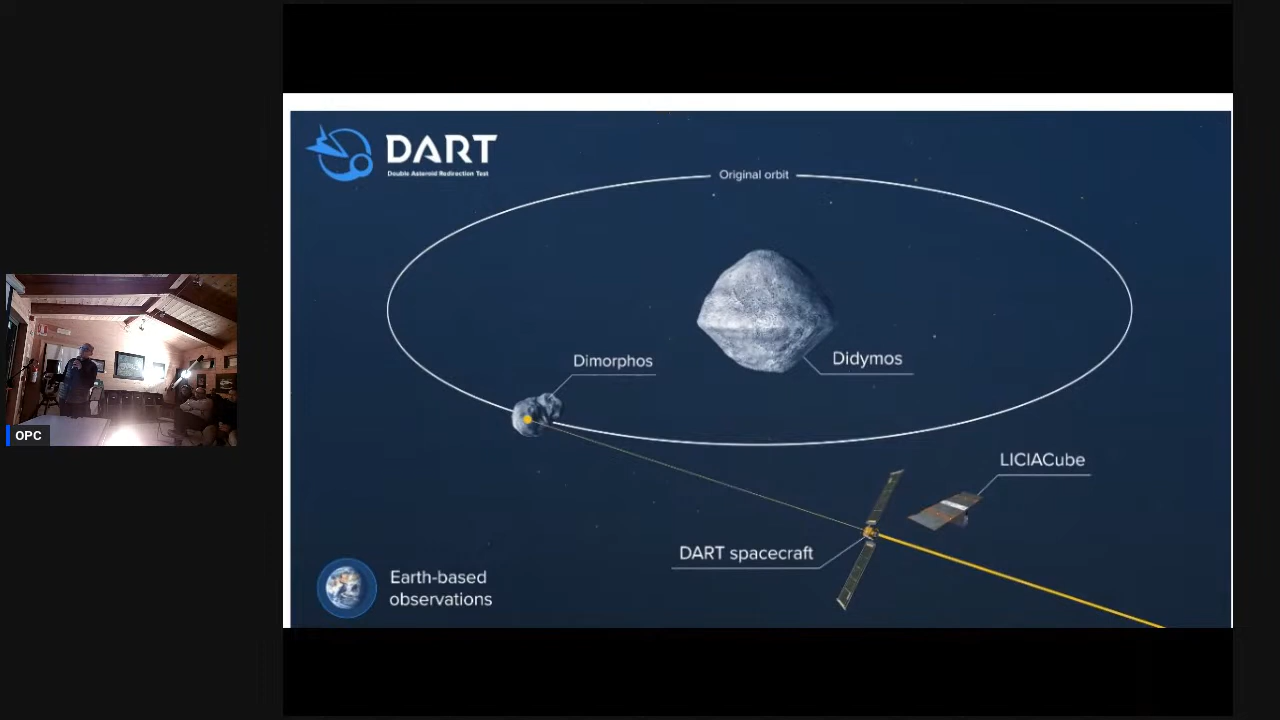 DART
Double Asteroid Redirection Test
Original orbit
Dimorphos
Didymos
LICIACube
DART spacecraft
Earth-based
observations
OPC